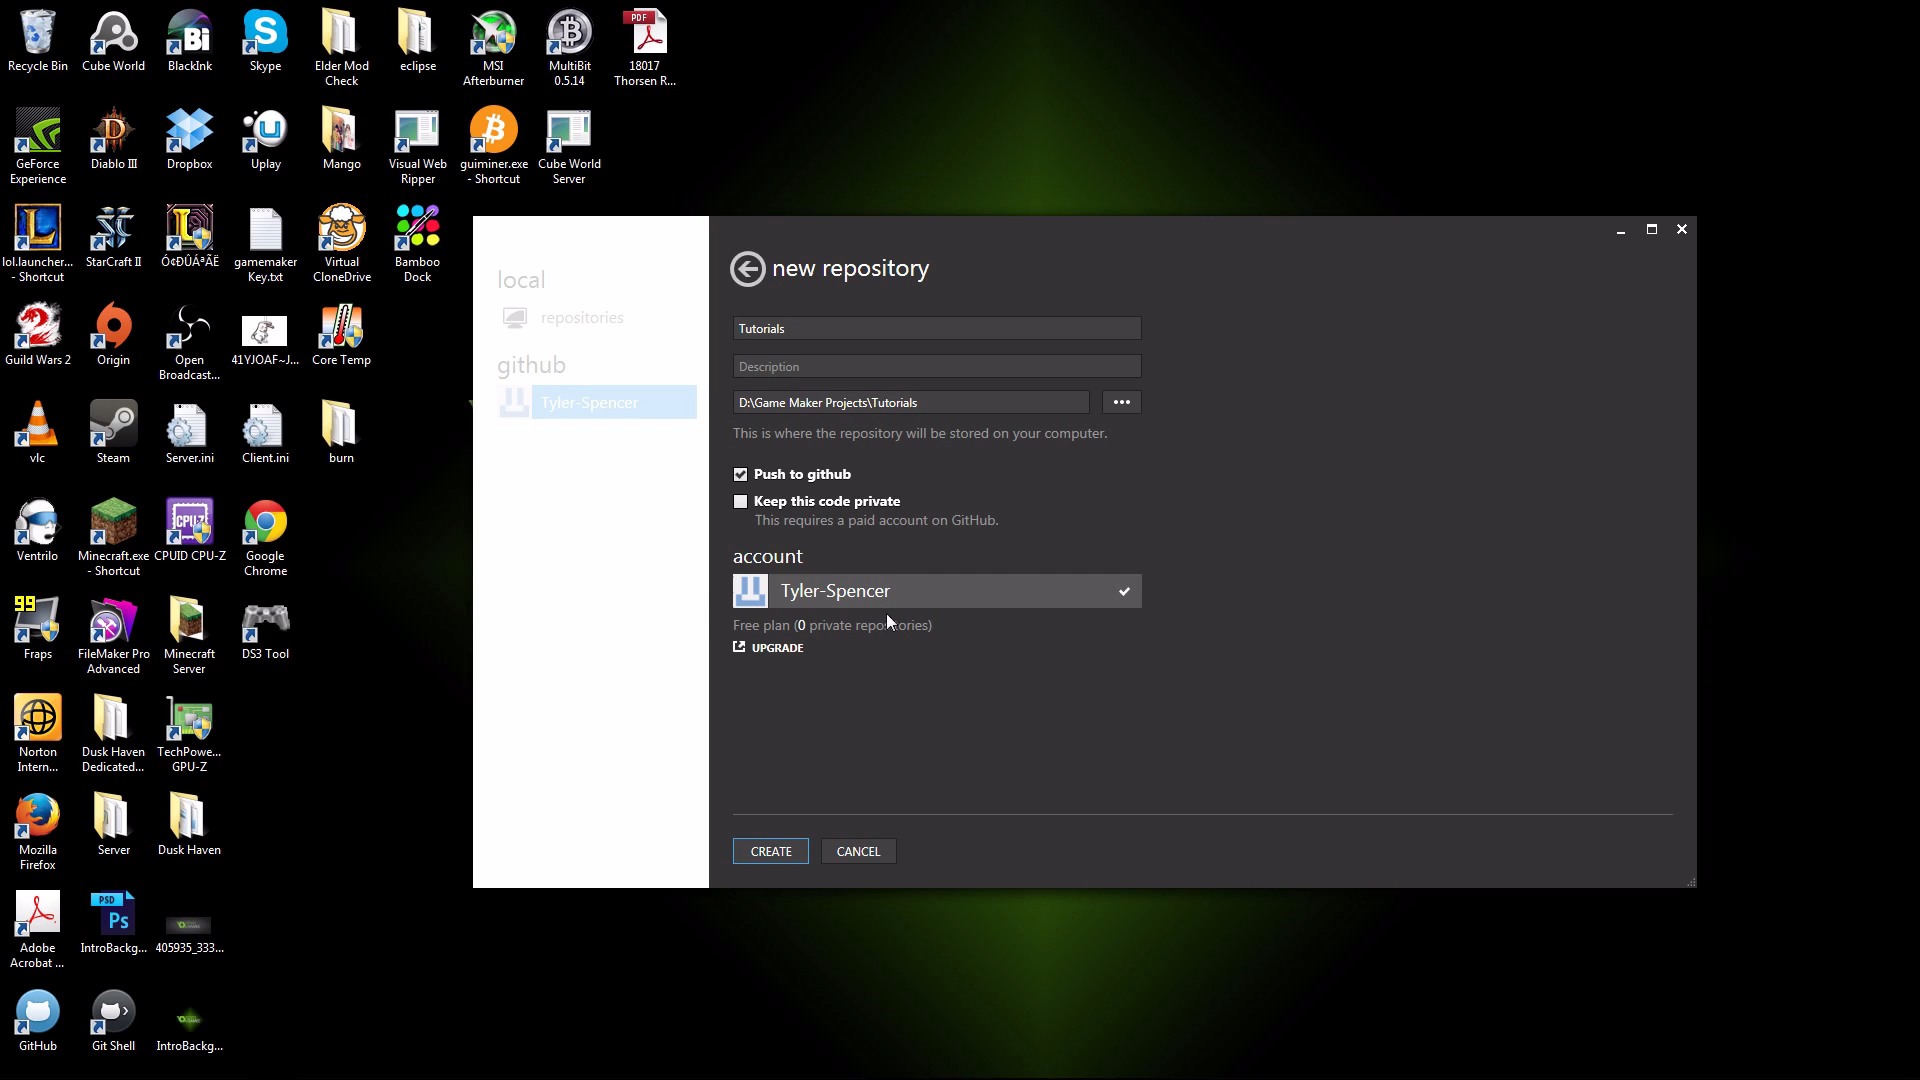 Recycle Bin
Cube World
BlackInk
Skype
Elder Mod
Check
eclipse
MSI
Afterburner
MultiBit
0.5.14
PDF
18017
Thorsen R...
GeForce
Experience
Diablo III
Dropbox
Uplay
Mango
Visual Web
Ripper
guiminer.exe
- Shortcut
Cube World
Server
lol.launcher...
- Shortcut
StarCraft II
Ó¢ÐÛÁªÃË
gamemaker
Key.txt
Virtual
CloneDrive
Bamboo
Dock
Guild Wars 2
Origin
Open
Broadcast...
41YJOAF~J...
Core Temp
vlc
Steam
Server.ini
Client.ini
burn
Ventrilo
Minecraft.exe
- Shortcut
CPUID CPU-Z
Google
Chrome
99
Fraps
FileMaker Pro
Advanced
Minecraft
Server
DS3 Tool
Norton
Intern...
Dusk Haven
Dedicated...
TechPowe...
GPU-Z
Mozilla
Firefox
Server
Dusk Haven
Adobe
Acrobat ...
PSD
Ps
IntroBackg...
405935_333...
GitHub
Git Shell
IntroBackg...
local
repositories
github
Tyler-Spencer
new repository
Tutorials
Description
D:\Game Maker Projects\Tutorials
This is where the repository will be stored on your computer.
Push to github
Keep this code private
This requires a paid account on GitHub.
account
Tyler-Spencer
Free plan (0 private repositories)
UPGRADE
CREATE
CANCEL